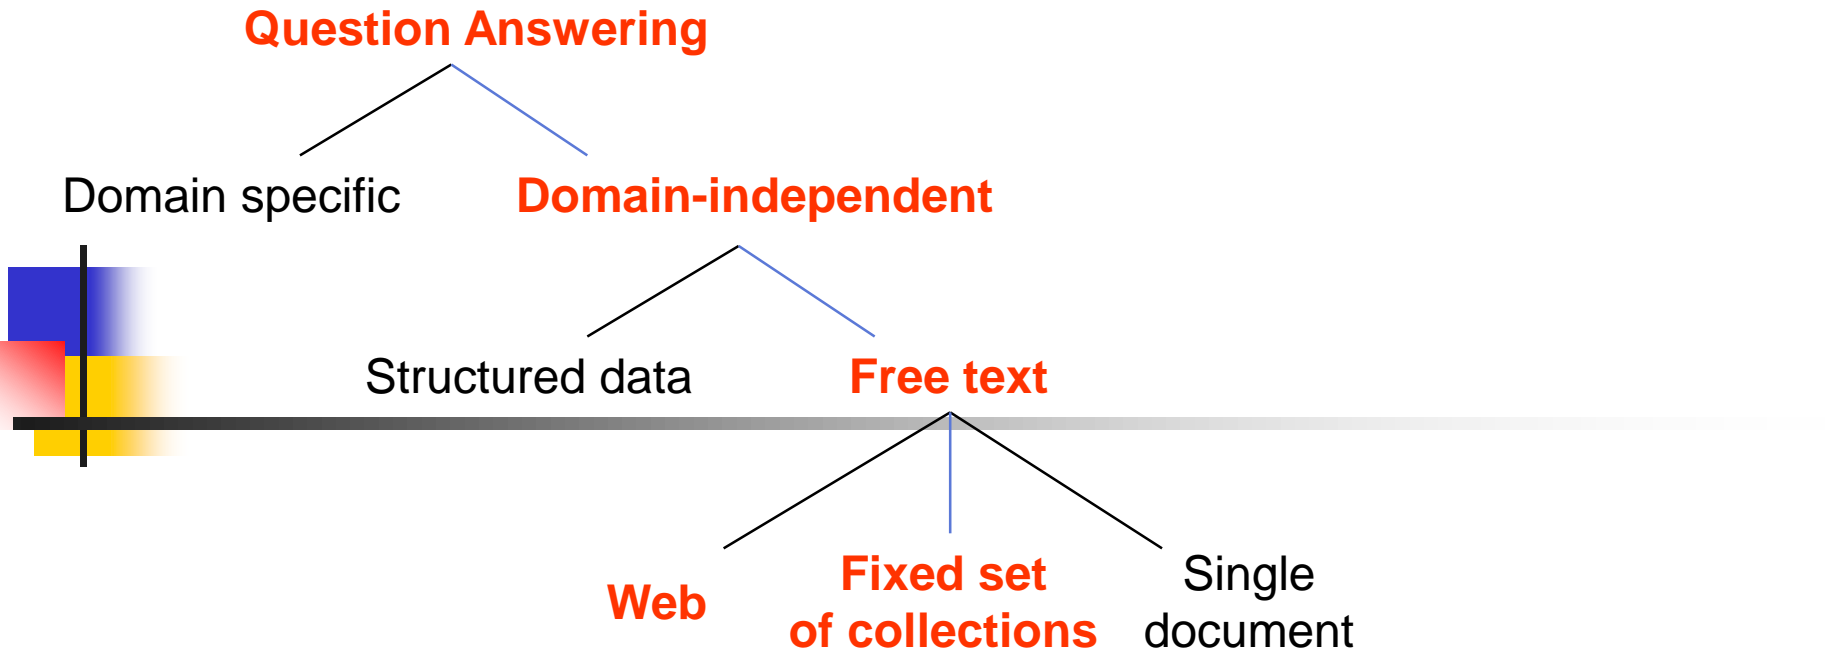 Question Answering
Domain specific
Domain-independent
Structured data
Free text
Web
Fixed set
of collections
Single
document